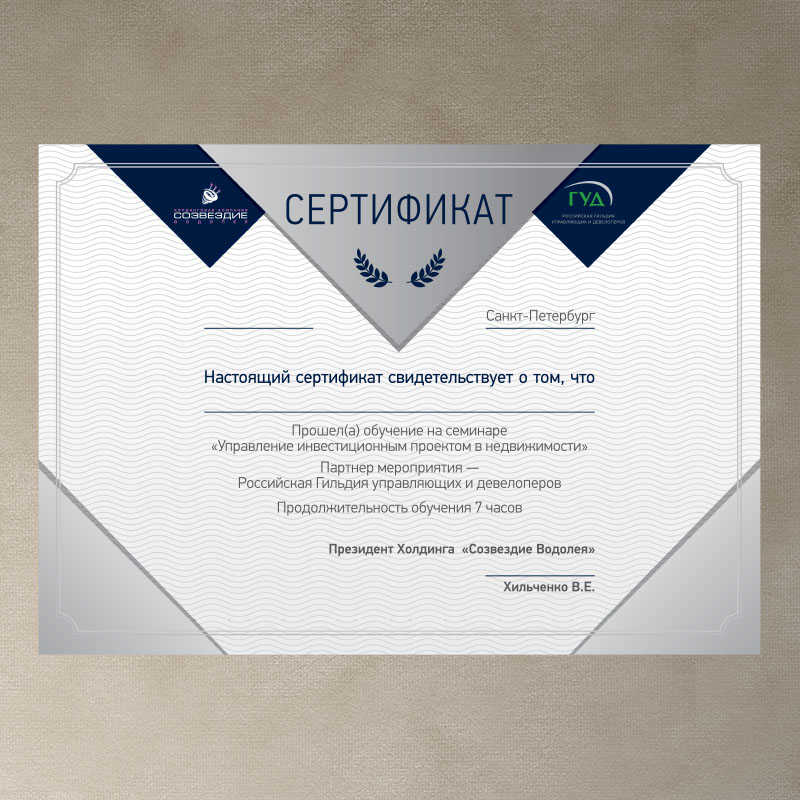 ХОЛДИНГОВАЯ КОМПАНИЯ
СОЗВЕЗДИЕ
ВОДОЛЕЯ
СЕРТИФИКАТ
ГУД
РОССИЙСКАЯ ГИЛЬДИЯ
УПРАВЛЯЮЩИХ И ДЕВЕЛОПЕРОВ
Санкт-Петербург
Настоящий сертификат свидетельствует о том, что
Прошел(а) обучение на семинаре
«Управление инвестиционным проектом в недвижимости»
Партнер мероприятия —
Российская Гильдия управляющих и девелоперов
Продолжительность обучения 7 часов
Президент Холдинга «Созвездие Водолея»
Хильченко В.Е.